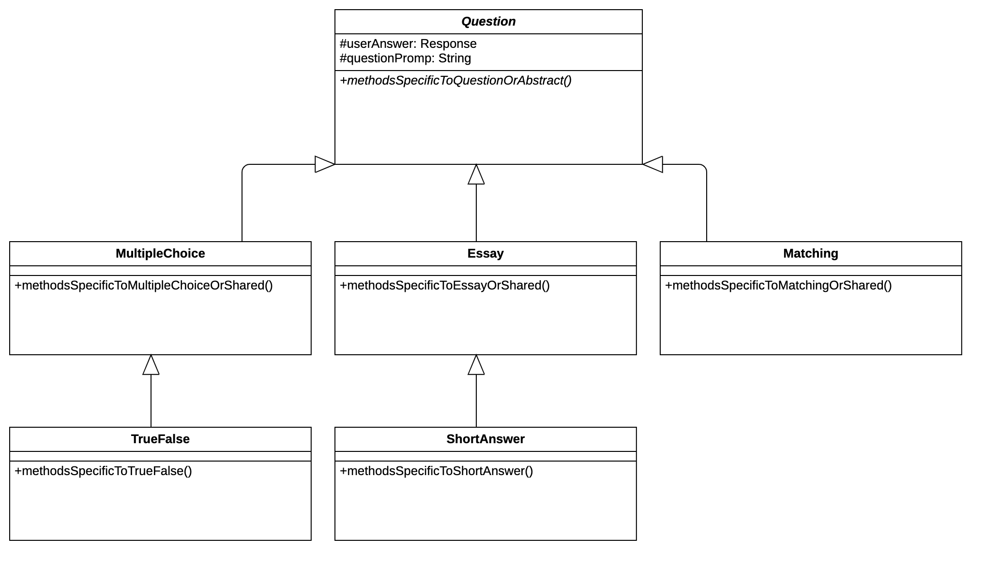 Question
#userAnswer: Response
#questionPromp: String
+methodsSpecificToQuestionOrAbstract()
MultipleChoice
+methodsSpecificToMultipleChoiceOrShared()
Essay
+methodsSpecificToEssayOrShared()
Matching
+methodsSpecificToMatchingOrShared()
TrueFalse
+methodsSpecificToTrueFalse()
ShortAnswer
+methodsSpecificToShortAnswer()